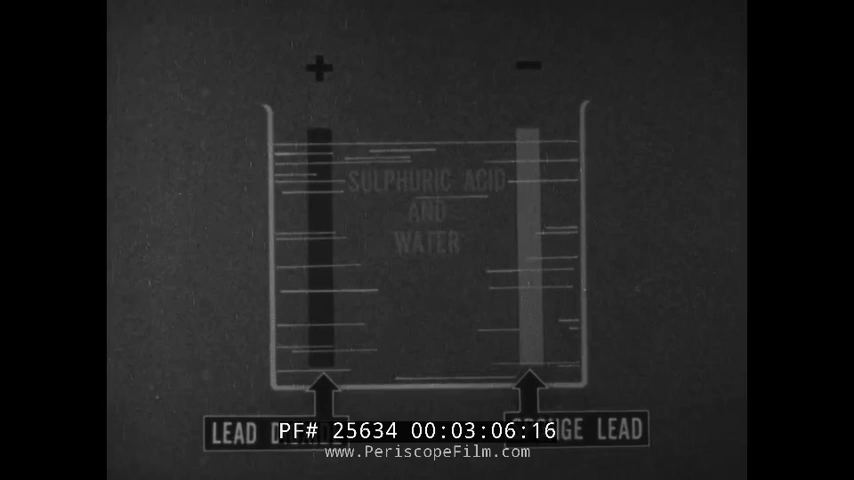 + -
SULPHURIC ACID
AND
WATER
LEAD
LEAD
PF# 25634 00:03:06:16
www.PeriscopeFilm.com